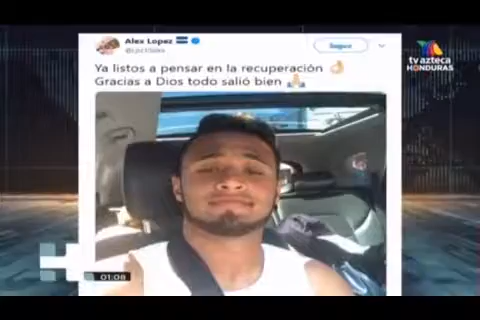 Alex Lopez
Seguir
Ya listos a pensar en la recuperación 👌
Gracias a Dios todo salió bien 🙏
tv azteca
HONDURAS
H
01:08